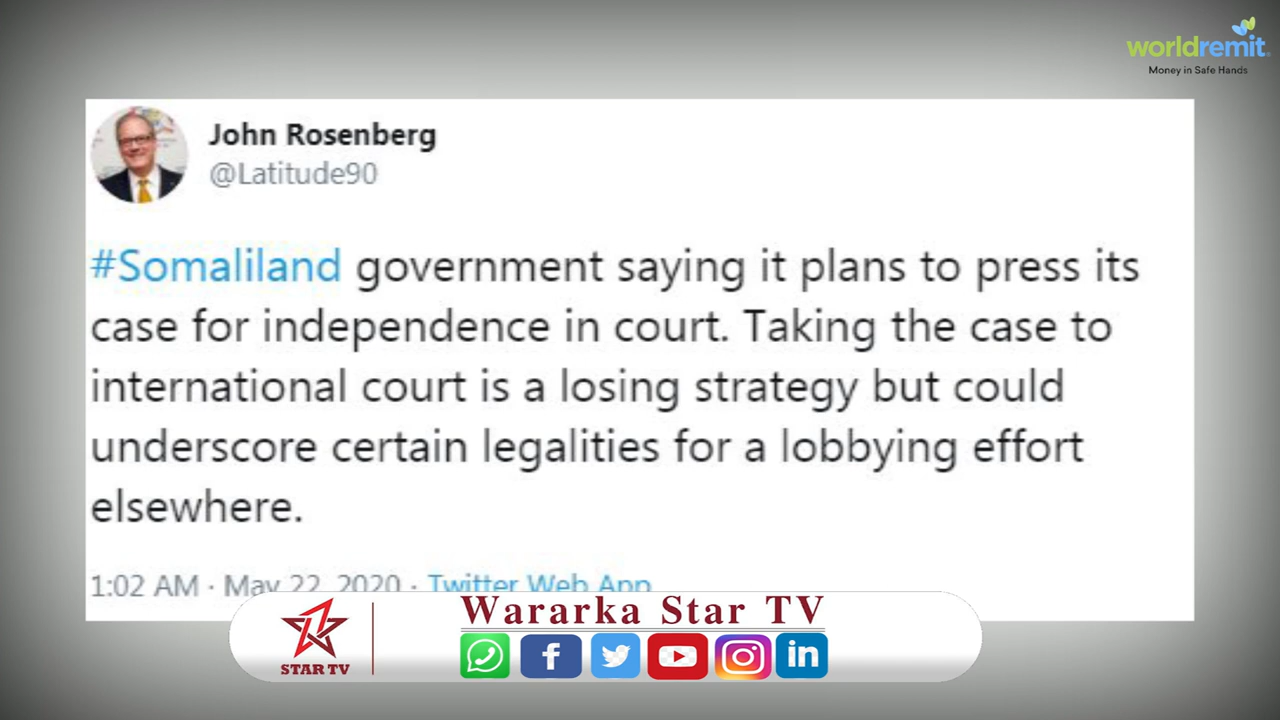 worldremit
Money in Safe Hands
John Rosenberg
@Latitude90
#Somaliland government saying it plans to press its
case for independence in court. Taking the case to
international court is a losing strategy but could
underscore certain legalities for a lobbying effort
elsewhere.
1:02 AM · May 22, 2020 · Twitter Web App
Wararka Star TV
STAR TV